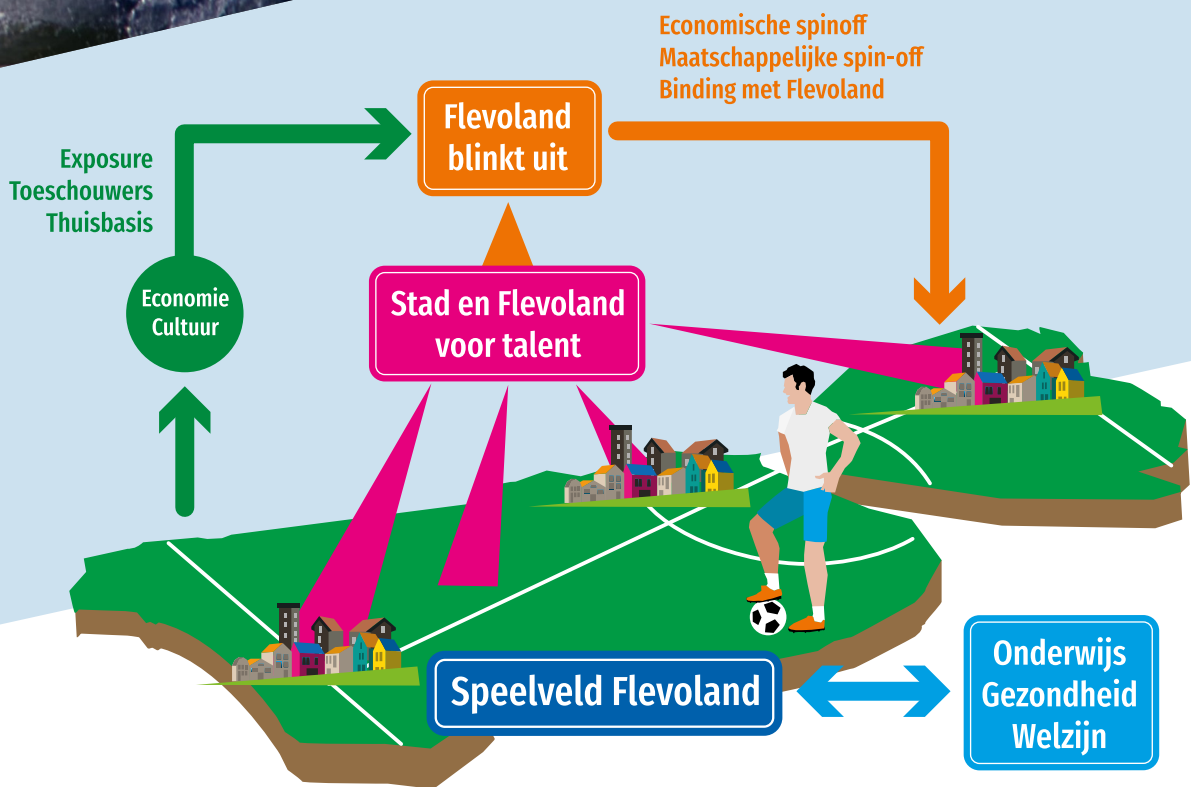 Economische spinoff
Maatschappelijke spin-off
Binding met Flevoland
Flevoland
blinkt uit
Exposure
Toeschouwers
Thuisbasis
Economie
Cultuur
Stad en Flevoland
voor talent
Speelveld Flevoland
Onderwijs
Gezondheid
Welzijn